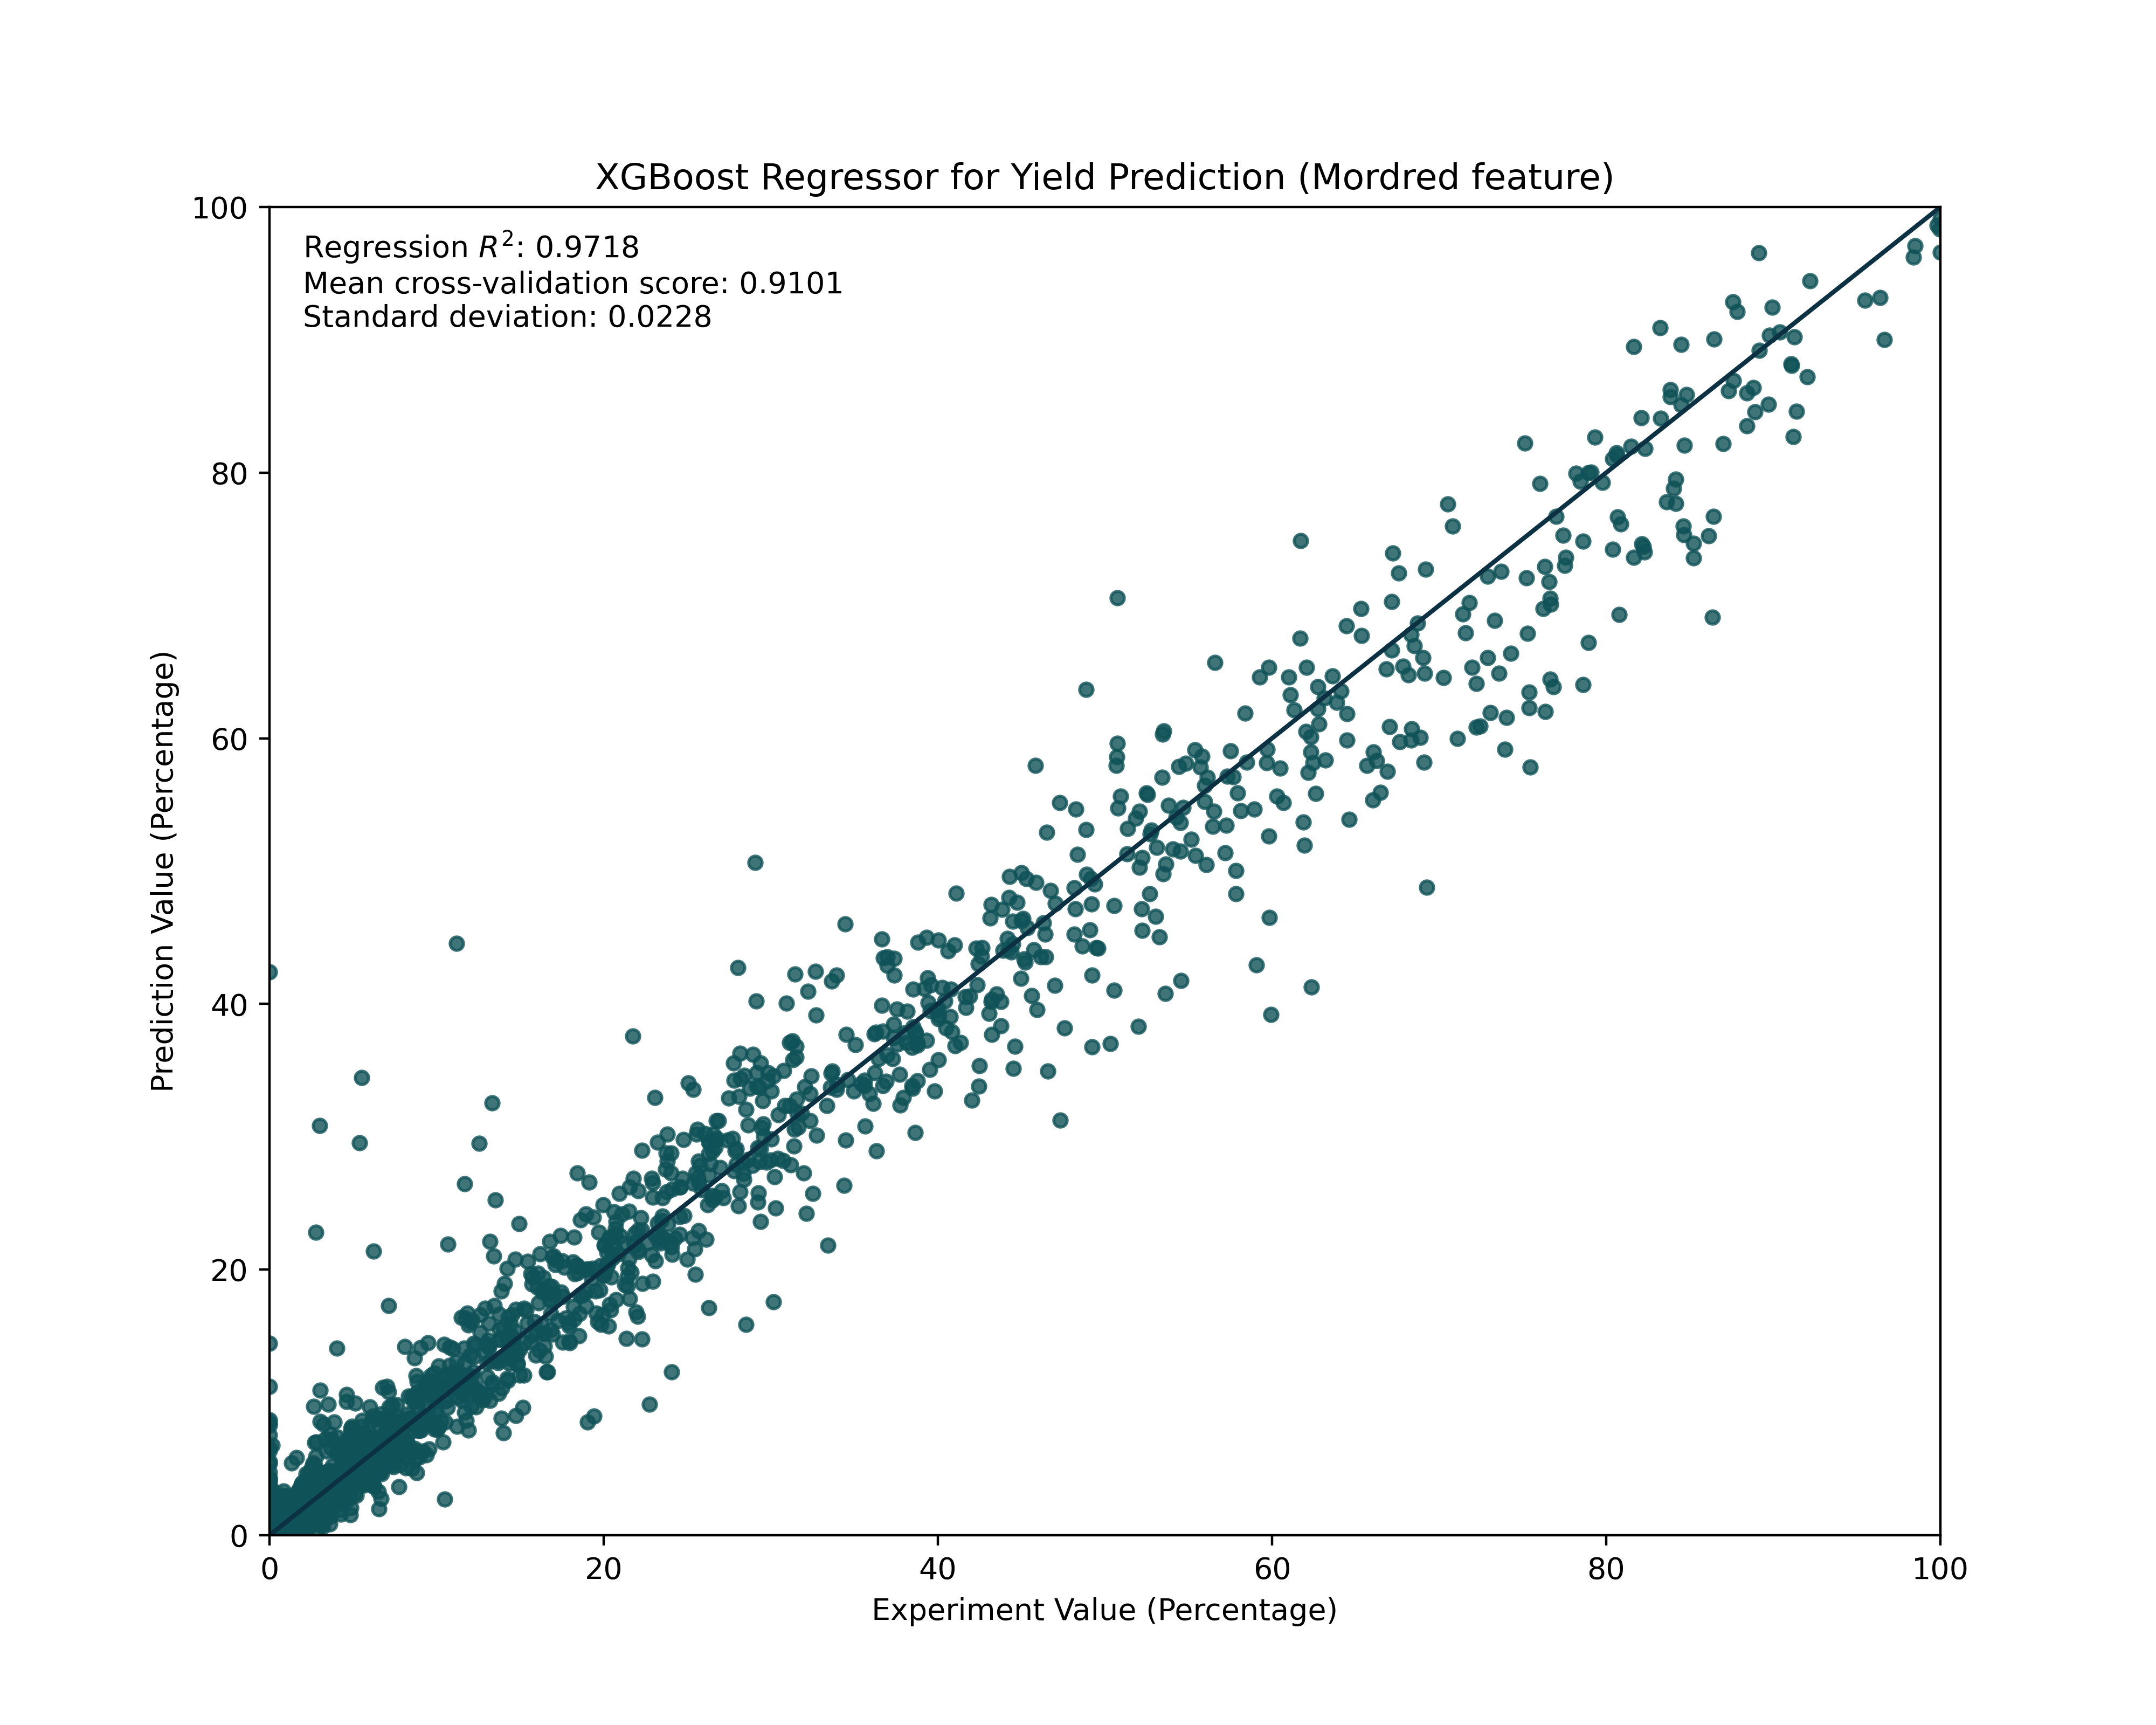 XGBoost Regressor for Yield Prediction (Mordred feature)
Regression R²: 0.9718
Mean cross-validation score: 0.9101
Standard deviation: 0.0228
Prediction Value (Percentage)
100
80
60
40
20
0
0 20 40 60 80 100
Experiment Value (Percentage)